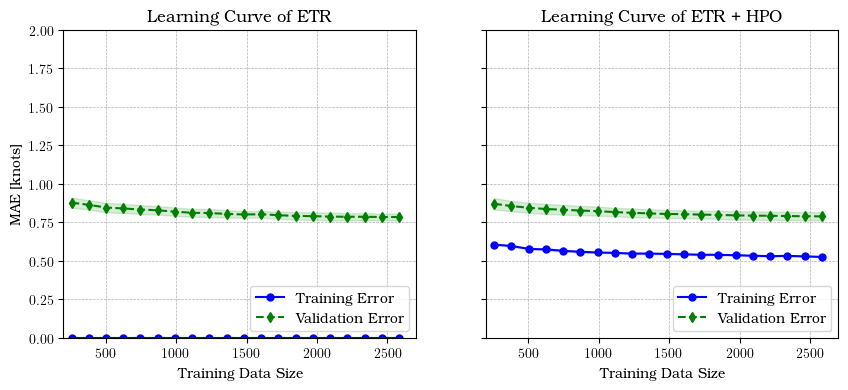 Learning Curve of ETR
2.00
1.75
1.50
1.25
1.00
0.75
0.50
0.25
0.00
MAE [knots]
500
1000
1500
2000
2500
Training Data Size
Training Error
Validation Error
Learning Curve of ETR + HPO
500
1000
1500
2000
2500
Training Data Size
Training Error
Validation Error